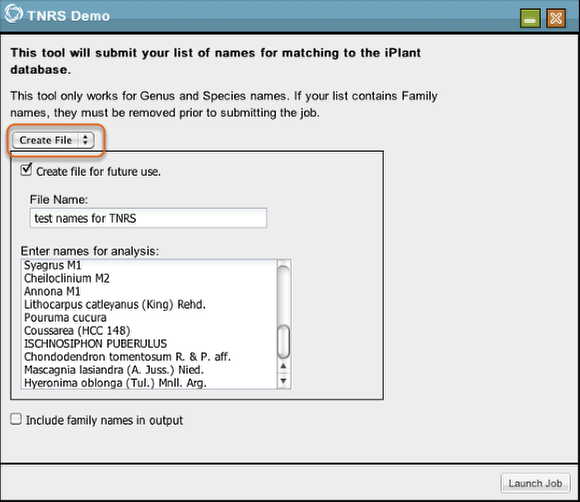 TNRS Demo
This tool will submit your list of names for matching to the iPlant
database.
This tool only works for Genus and Species names. If your list contains Family
names, they must be removed prior to submitting the job.
Create File
Create file for future use.
File Name:
test names for TNRS
Enter names for analysis:
Syagrus M1
Cheiloclinium M2
Annona M1
Lithocarpus catleyanus (King) Rehd.
Pouruma cucura
Coussarea (HCC 148)
ISCHNOSIPHON PUBERULUS
Chondodendron tomentosum R. & P. aff.
Mascagnia lasiandra (A. Juss.) Nied.
Hyeronima oblonga (Tul.) Mnll. Arg.
Include family names in output
Launch Job